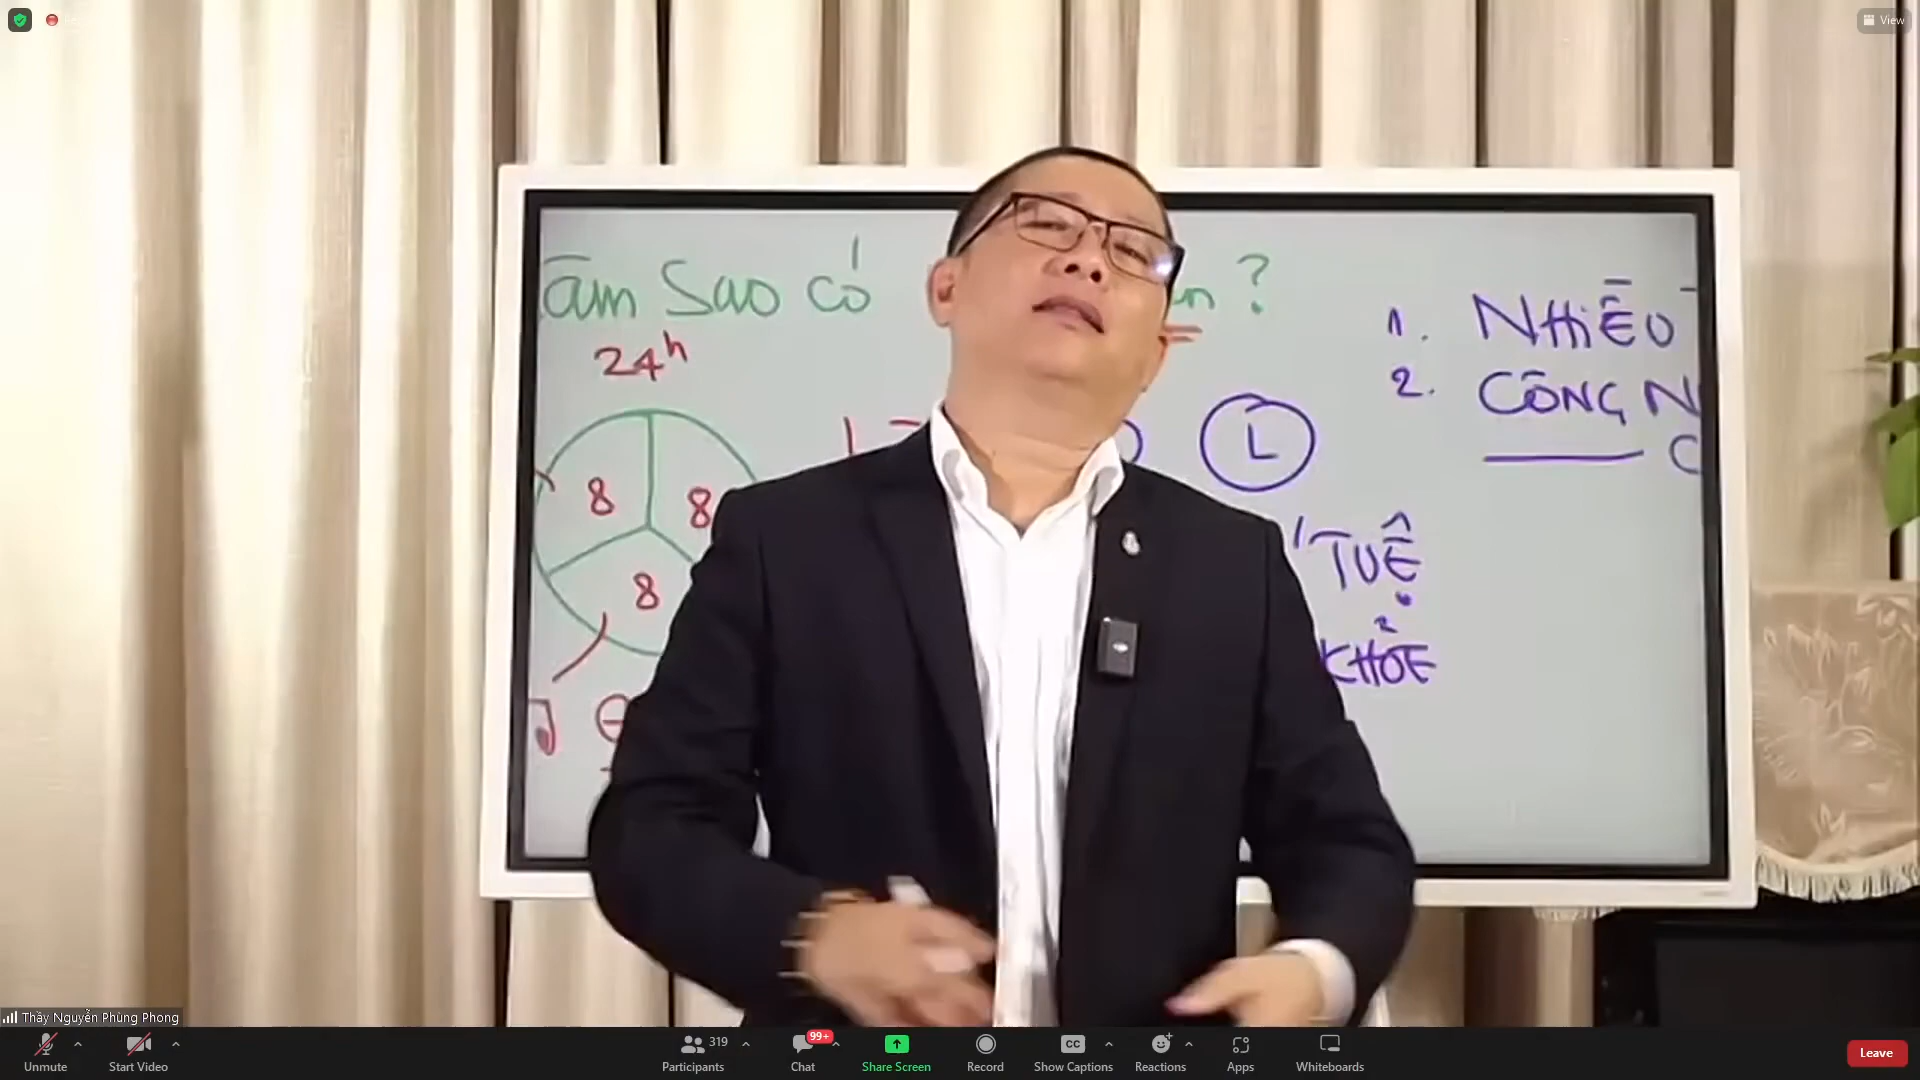 View
Sao có
?
24h
8
8
8
L
1. NHIỀU
2. CÔNG N
TUỆ
KHỎE
Thầy Nguyễn Phùng Phong
Unmute
Start Video
319
Participants
99+
Chat
Share Screen
Record
CC
Show Captions
Reactions
Apps
Whiteboards
Leave